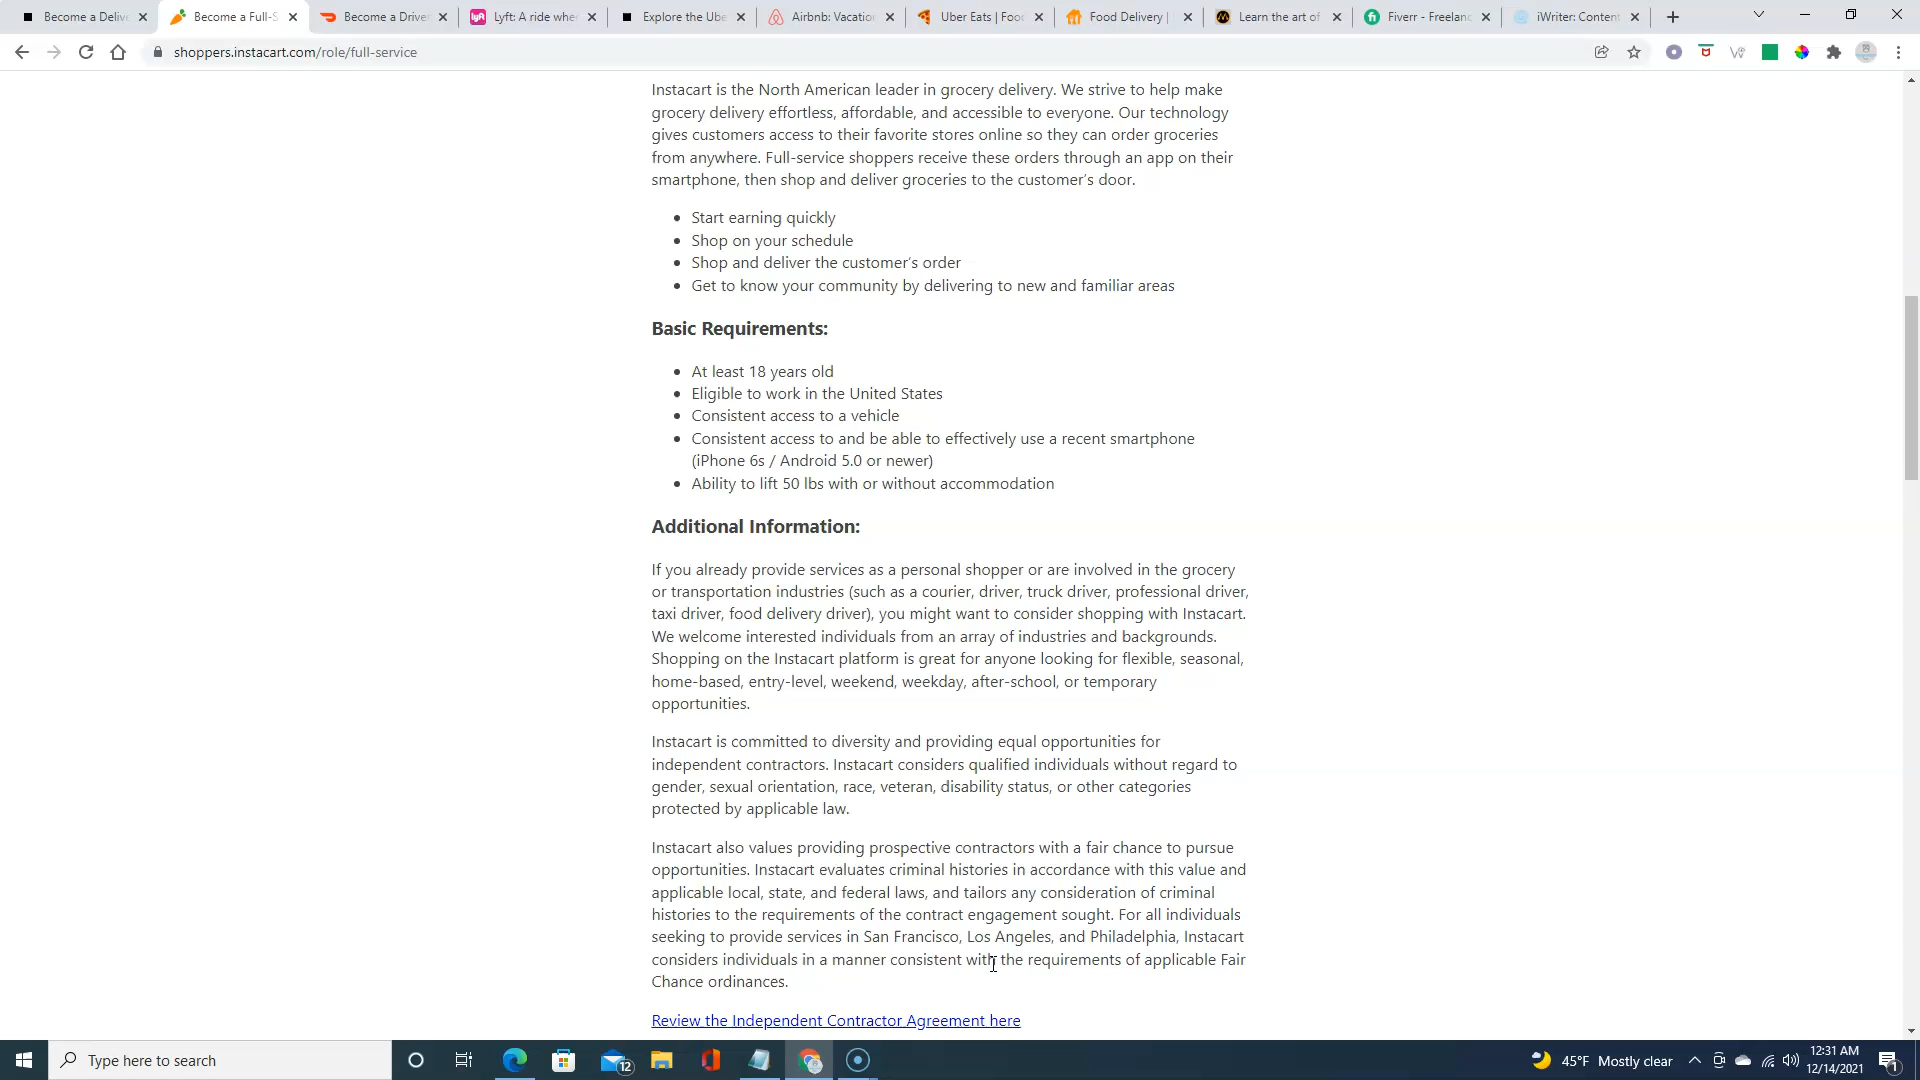 Become a Delive
Become a Full-S
Become a Driver
Lyft: A ride whe
Explore the Ube
Airbnb: Vacatio
Uber Eats | Foo
Food Delivery |
Learn the art of
Fiverr - Freelanc
iWriter: Content
shoppers.instacart.com/role/full-service
Instacart is the North American leader in grocery delivery. We strive to help make
grocery delivery effortless, affordable, and accessible to everyone. Our technology
gives customers access to their favorite stores online so they can order groceries
from anywhere. Full-service shoppers receive these orders through an app on their
smartphone, then shop and deliver groceries to the customer's door.
Start earning quickly
Shop on your schedule
Shop and deliver the customer's order
Get to know your community by delivering to new and familiar areas
Basic Requirements:
At least 18 years old
Eligible to work in the United States
Consistent access to a vehicle
Consistent access to and be able to effectively use a recent smartphone
(iPhone 6s / Android 5.0 or newer)
Ability to lift 50 lbs with or without accommodation
Additional Information:
If you already provide services as a personal shopper or are involved in the grocery
or transportation industries (such as a courier, driver, truck driver, professional driver,
taxi driver, food delivery driver), you might want to consider shopping with Instacart.
We welcome interested individuals from an array of industries and backgrounds.
Shopping on the Instacart platform is great for anyone looking for flexible, seasonal,
home-based, entry-level, weekend, weekday, after-school, or temporary
opportunities.
Instacart is committed to diversity and providing equal opportunities for
independent contractors. Instacart considers qualified individuals without regard to
gender, sexual orientation, race, veteran, disability status, or other categories
protected by applicable law.
Instacart also values providing prospective contractors with a fair chance to pursue
opportunities. Instacart evaluates criminal histories in accordance with this value and
applicable local, state, and federal laws, and tailors any consideration of criminal
histories to the requirements of the contract engagement sought. For all individuals
seeking to provide services in San Francisco, Los Angeles, and Philadelphia, Instacart
considers individuals in a manner consistent with the requirements of applicable Fair
Chance ordinances.
Review the Independent Contractor Agreement here
Type here to search
12
45°F Mostly clear
12:31 AM
12/14/2021
1